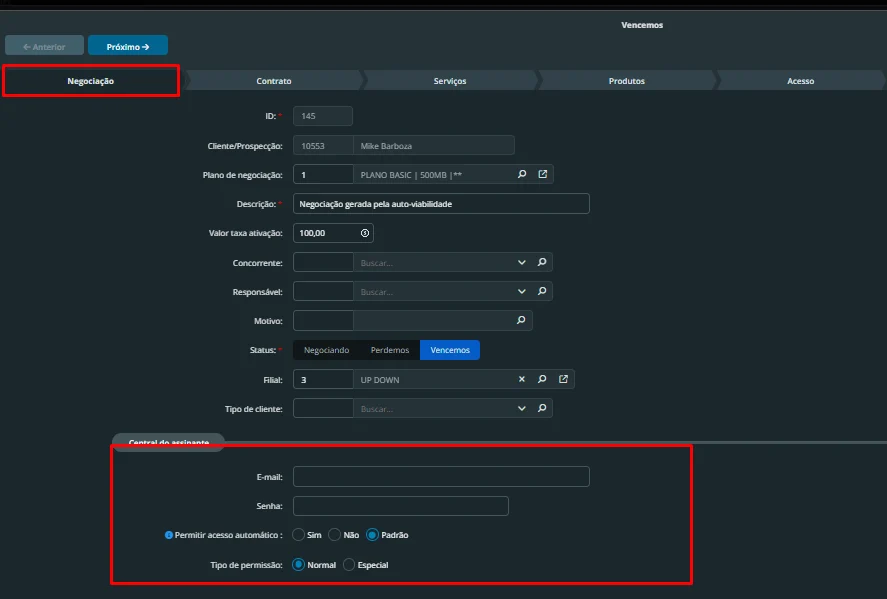 Vencemos
← Anterior Próximo →
Negociação Contrato Serviços Produtos Acesso
ID: * 145
Cliente/Prospecção: 10553 Mike Barboza
Plano de negociação: 1 PLANO BASIC | 500MB |**
Descrição: * Negociação gerada pela auto-viabilidade
Valor taxa ativação: 100,00
Concorrente: Buscar...
Responsável: Buscar...
Motivo:
Status: * Negociando Perdemos Vencemos
Filial: 3 UP DOWN
Tipo de cliente: Buscar...
Central do assinante
E-mail:
Senha:
Permitir acesso automático : Sim Não Padrão
Tipo de permissão: Normal Especial